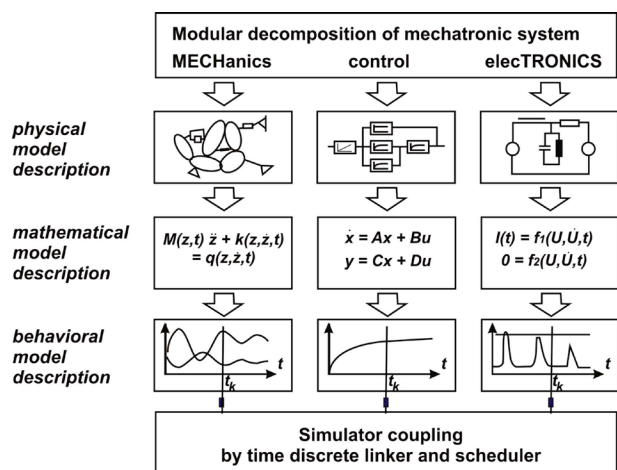 Modular decomposition of mechatronic system
MECHanics control elecTRONICS
physical
model
description
mathematical
model
description
M(z,t) z̈ + k(z,ż,t)
= q(z,ż,t)
ẋ = Ax + Bu
y = Cx + Du
I(t) = f₁(U,U̇,t)
0 = f₂(U,U̇,t)
behavioral
model
description
t
tₖ
t
tₖ
t
tₖ
Simulator coupling
by time discrete linker and scheduler